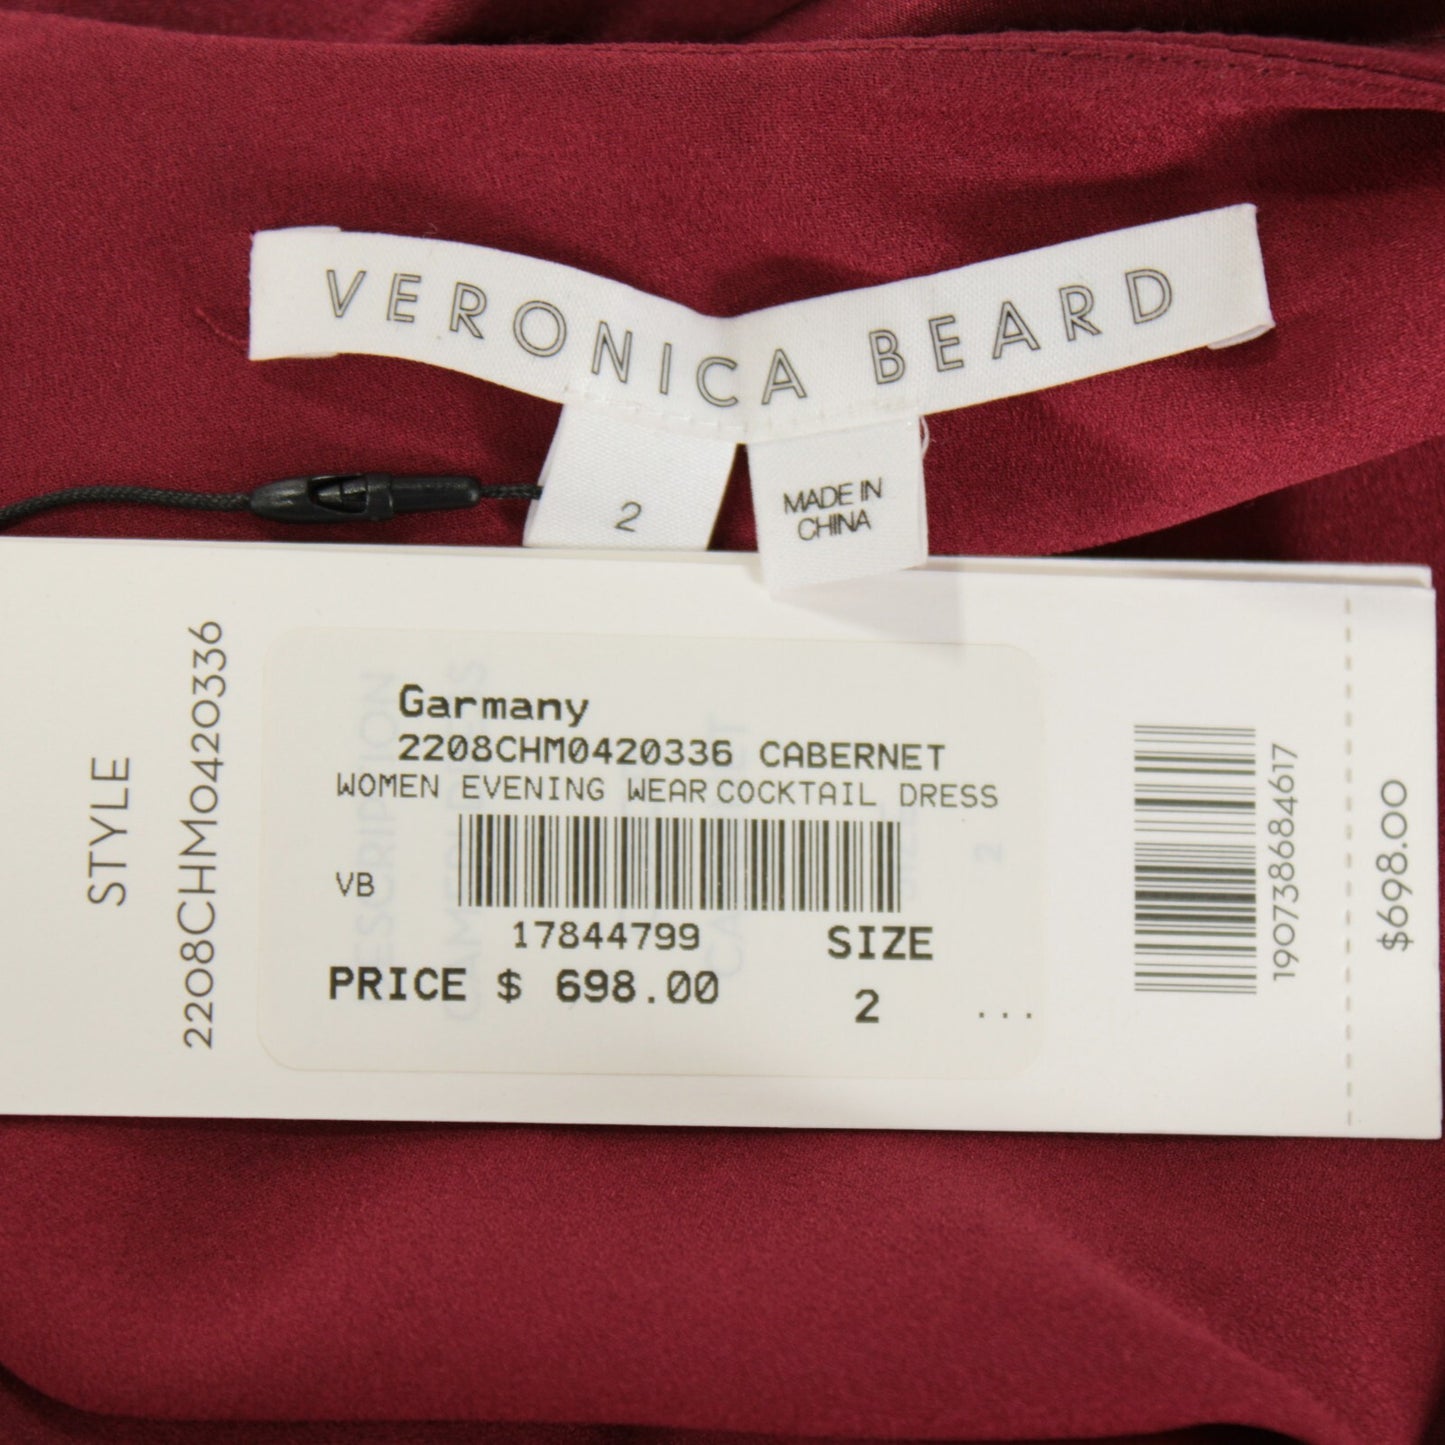 VERONICA BEARD
2
MADE IN
CHINA
STYLE
2208CHM0420336
Garmany
2208CHM0420336 CABERNET
WOMEN EVENING WEAR COCKTAIL DRESS
VB
17844799
SIZE
PRICE $ 698.00
2
...
190738684617
$698.00